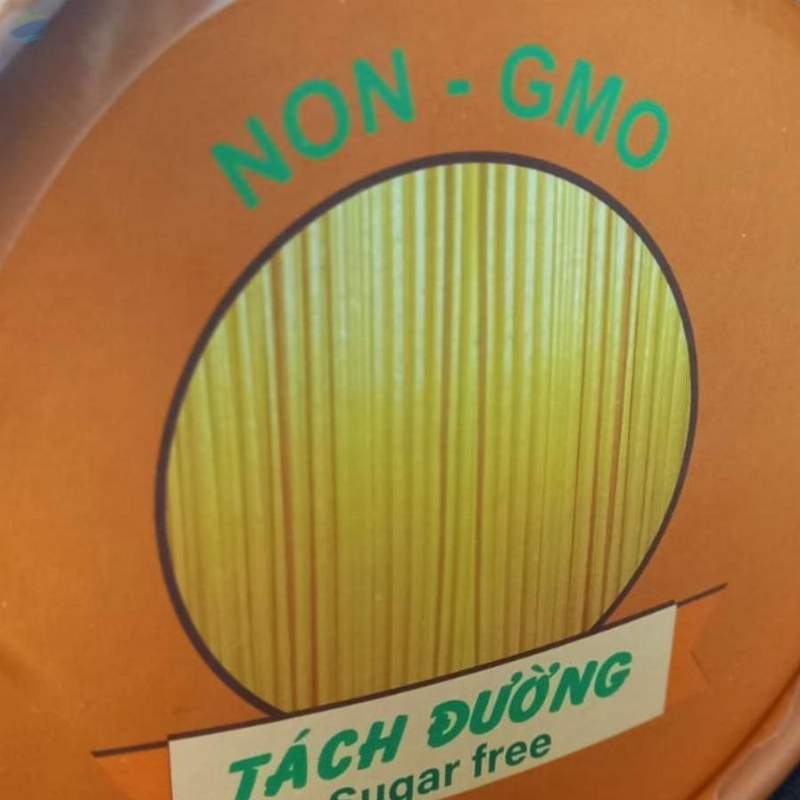 NON - GMO
TÁCH ĐƯỜNG
Sugar free